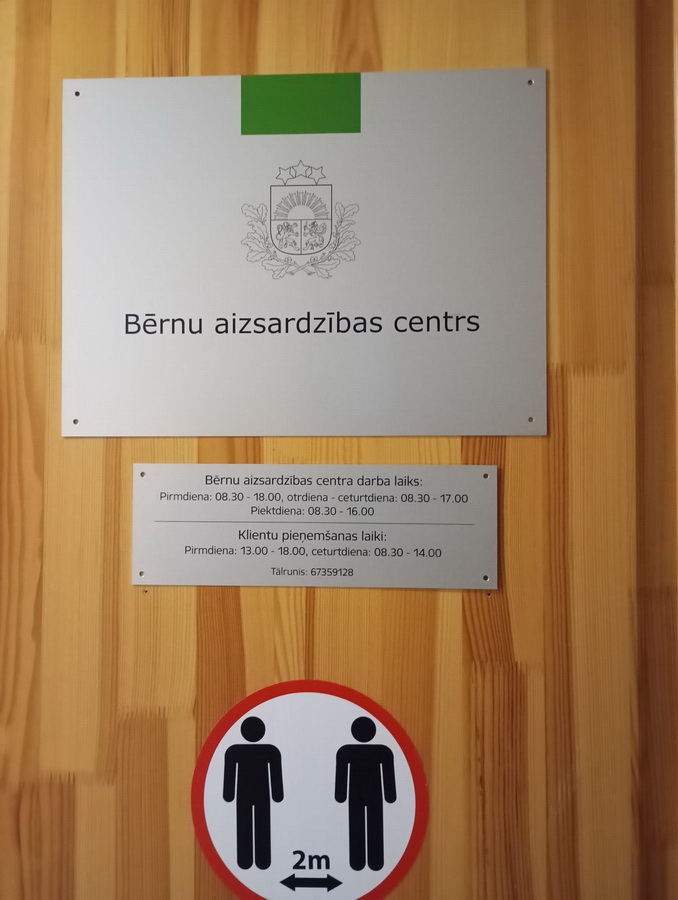 Bērnu aizsardzības centrs
Bērnu aizsardzības centra darba laiks:
Pirmdiena: 08.30 - 18.00, otrdiena - ceturtdiena: 08.30 - 17.00
Piektdiena: 08.30 - 16.00
Klientu pieņemšanas laiki:
Pirmdiena: 13.00 - 18.00, ceturtdiena: 08.30 - 14.00
Tālrunis: 67359128
2m